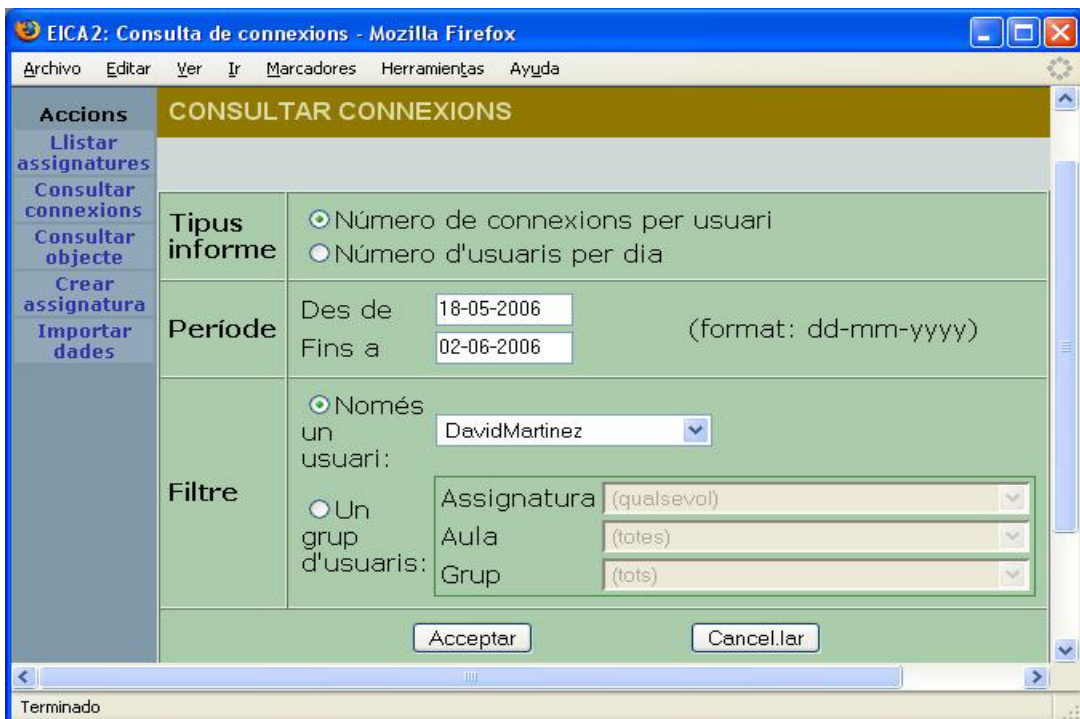 EICA2: Consulta de connexions - Mozilla Firefox
Archivo Editar Ver Ir Marcadores Herramientas Ayuda
Accions
Llistar
assignatures
Consultar
connexions
Consultar
objecte
Crear
assignatura
Importar
dades
CONSULTAR CONNEXIONS
Tipus
informe
Número de connexions per usuari
Número d'usuaris per dia
Període
Des de 18-05-2006
Fins a 02-06-2006
(format: dd-mm-yyyy)
Filtre
Només
un
usuari:
DavidMartinez
Un
grup
d'usuaris:
Assignatura (qualsevol)
Aula (totes)
Grup (tots)
Acceptar Cancel.lar
Terminado